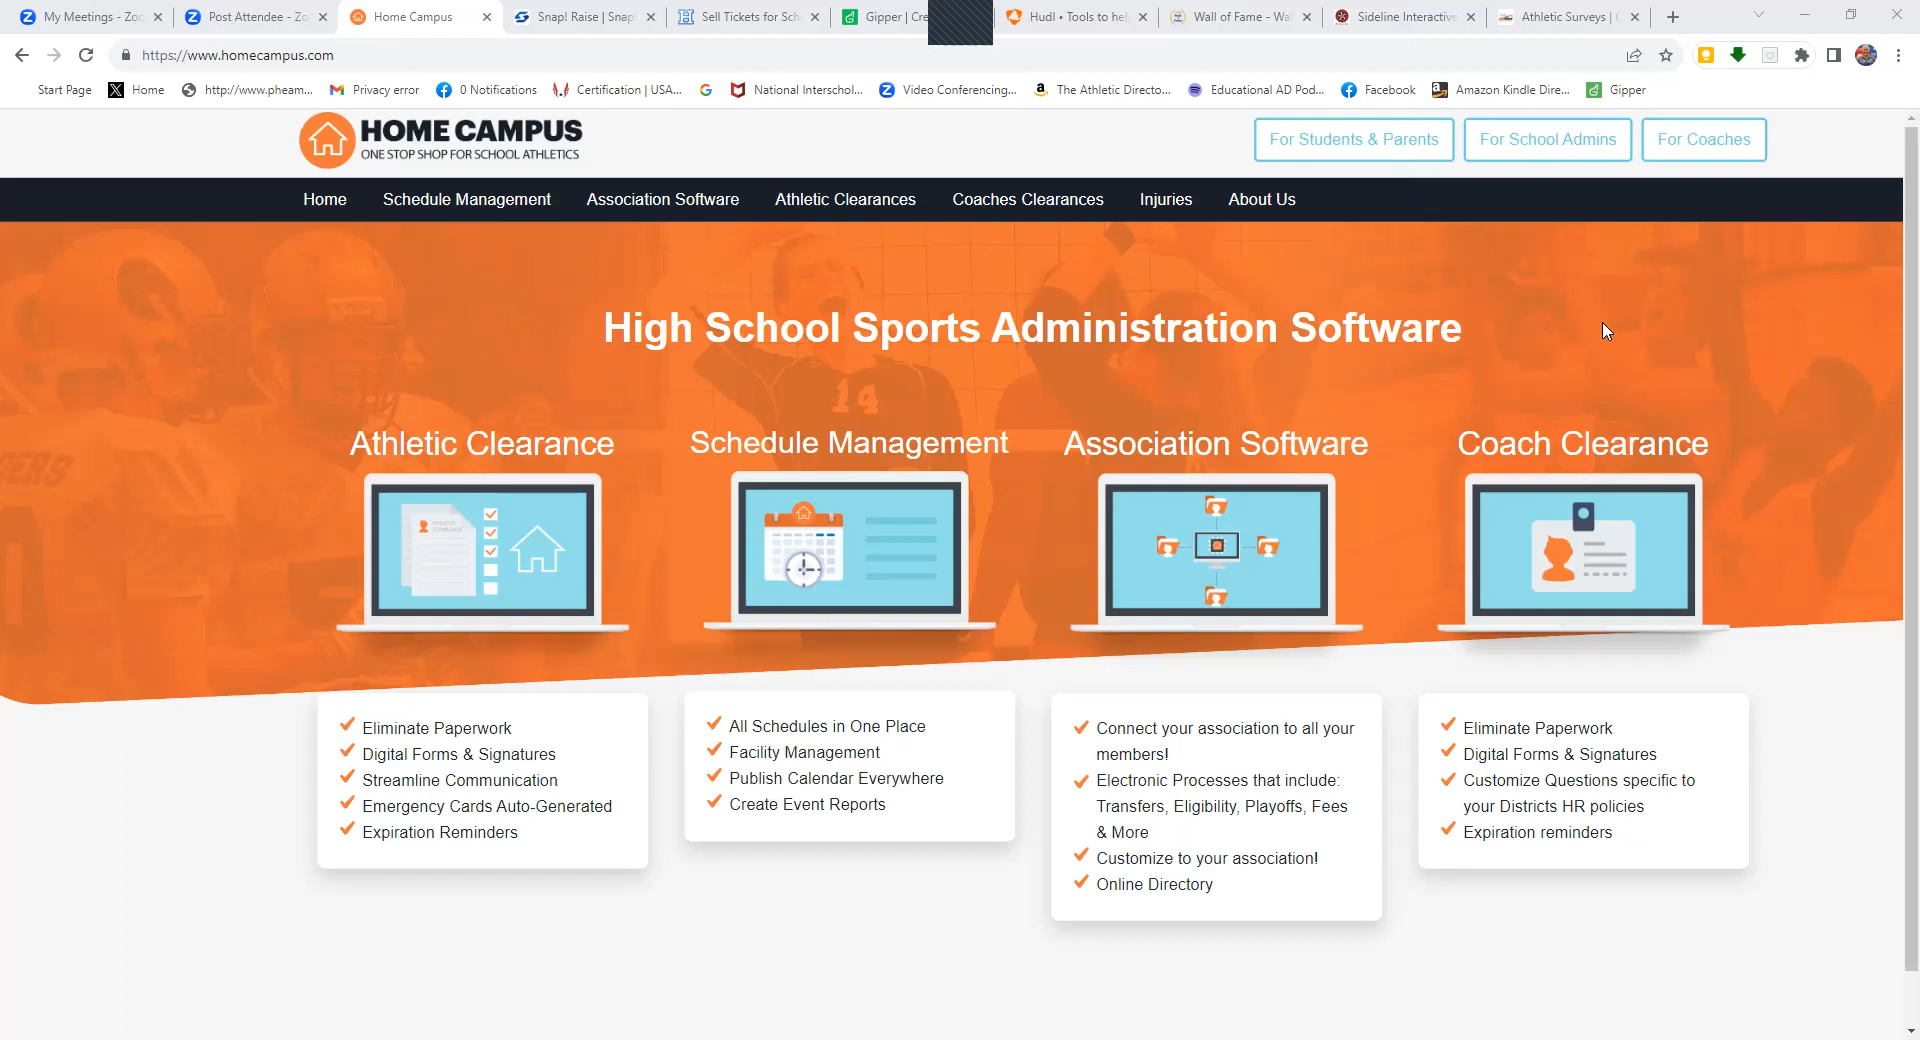 My Meetings - Zoo
Post Attendee - Zo
Home Campus
Snap! Raise | Snap!
Sell Tickets for Sch
Gipper | Cre
Hudl • Tools to hel
Wall of Fame - Wa
Sideline Interactive
Athletic Surveys |
https://www.homecampus.com
Start Page
Home
http://www.pheam...
Privacy error
0 Notifications
Certification | USA...
National Interschol...
Video Conferencing...
The Athletic Directo...
Educational AD Pod...
Facebook
Amazon Kindle Dire...
Gipper
HOME CAMPUS
ONE STOP SHOP FOR SCHOOL ATHLETICS
For Students & Parents
For School Admins
For Coaches
Home
Schedule Management
Association Software
Athletic Clearances
Coaches Clearances
Injuries
About Us
High School Sports Administration Software
14
Athletic Clearance
Schedule Management
Association Software
Coach Clearance
Eliminate Paperwork
Digital Forms & Signatures
Streamline Communication
Emergency Cards Auto-Generated
Expiration Reminders
All Schedules in One Place
Facility Management
Publish Calendar Everywhere
Create Event Reports
Connect your association to all your
members!
Electronic Processes that include:
Transfers, Eligibility, Playoffs, Fees
& More
Customize to your association!
Online Directory
Eliminate Paperwork
Digital Forms & Signatures
Customize Questions specific to
your Districts HR policies
Expiration reminders